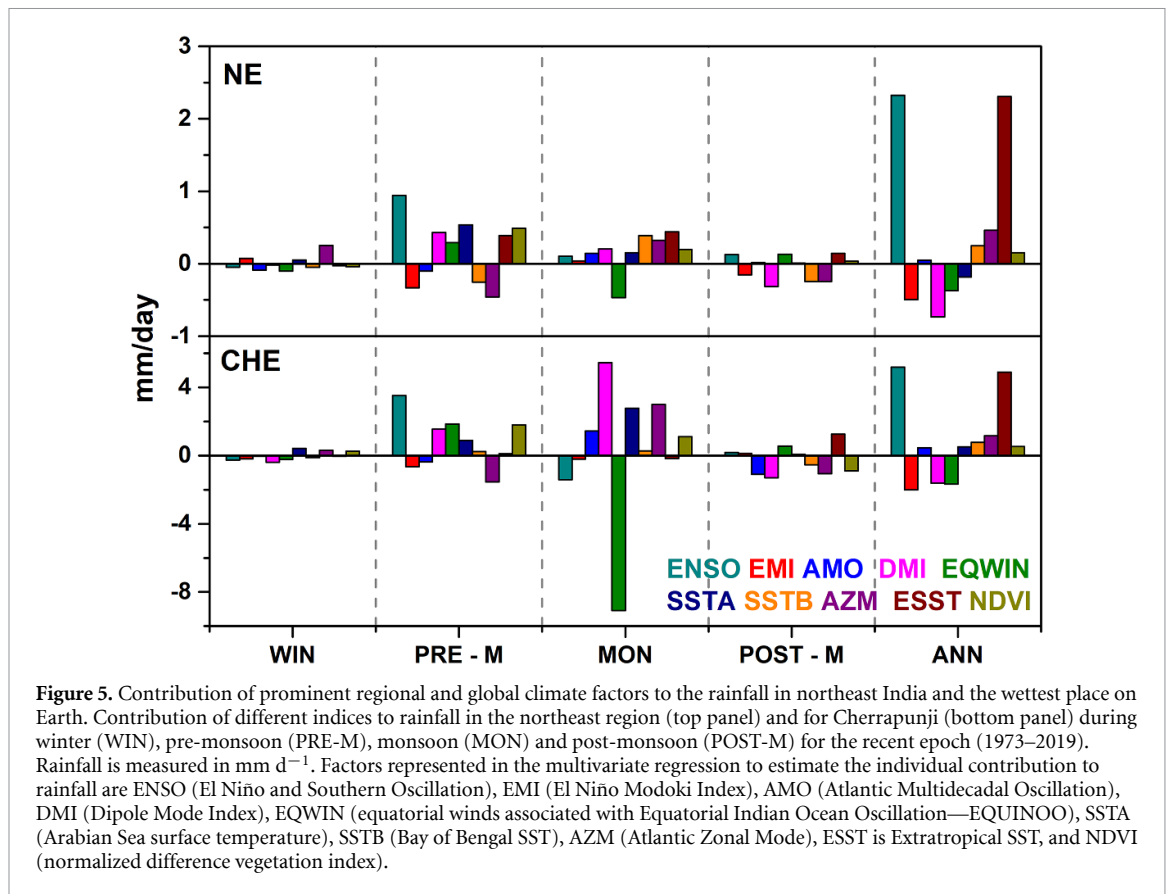 3
NE
2
1
0
-1
mm/day
CHE
4
0
-4
-8
ENSO EMI AMO DMI EQWIN
SSTA SSTB AZM ESST NDVI
WIN PRE - M MON POST - M ANN
Figure 5. Contribution of prominent regional and global climate factors to the rainfall in northeast India and the wettest place on
Earth. Contribution of different indices to rainfall in the northeast region (top panel) and for Cherrapunji (bottom panel) during
winter (WIN), pre-monsoon (PRE-M), monsoon (MON) and post-monsoon (POST-M) for the recent epoch (1973–2019).
Rainfall is measured in mm d⁻¹. Factors represented in the multivariate regression to estimate the individual contribution to
rainfall are ENSO (El Niño and Southern Oscillation), EMI (El Niño Modoki Index), AMO (Atlantic Multidecadal Oscillation),
DMI (Dipole Mode Index), EQWIN (equatorial winds associated with Equatorial Indian Ocean Oscillation—EQUINOO), SSTA
(Arabian Sea surface temperature), SSTB (Bay of Bengal SST), AZM (Atlantic Zonal Mode), ESST is Extratropical SST, and NDVI
(normalized difference vegetation index).